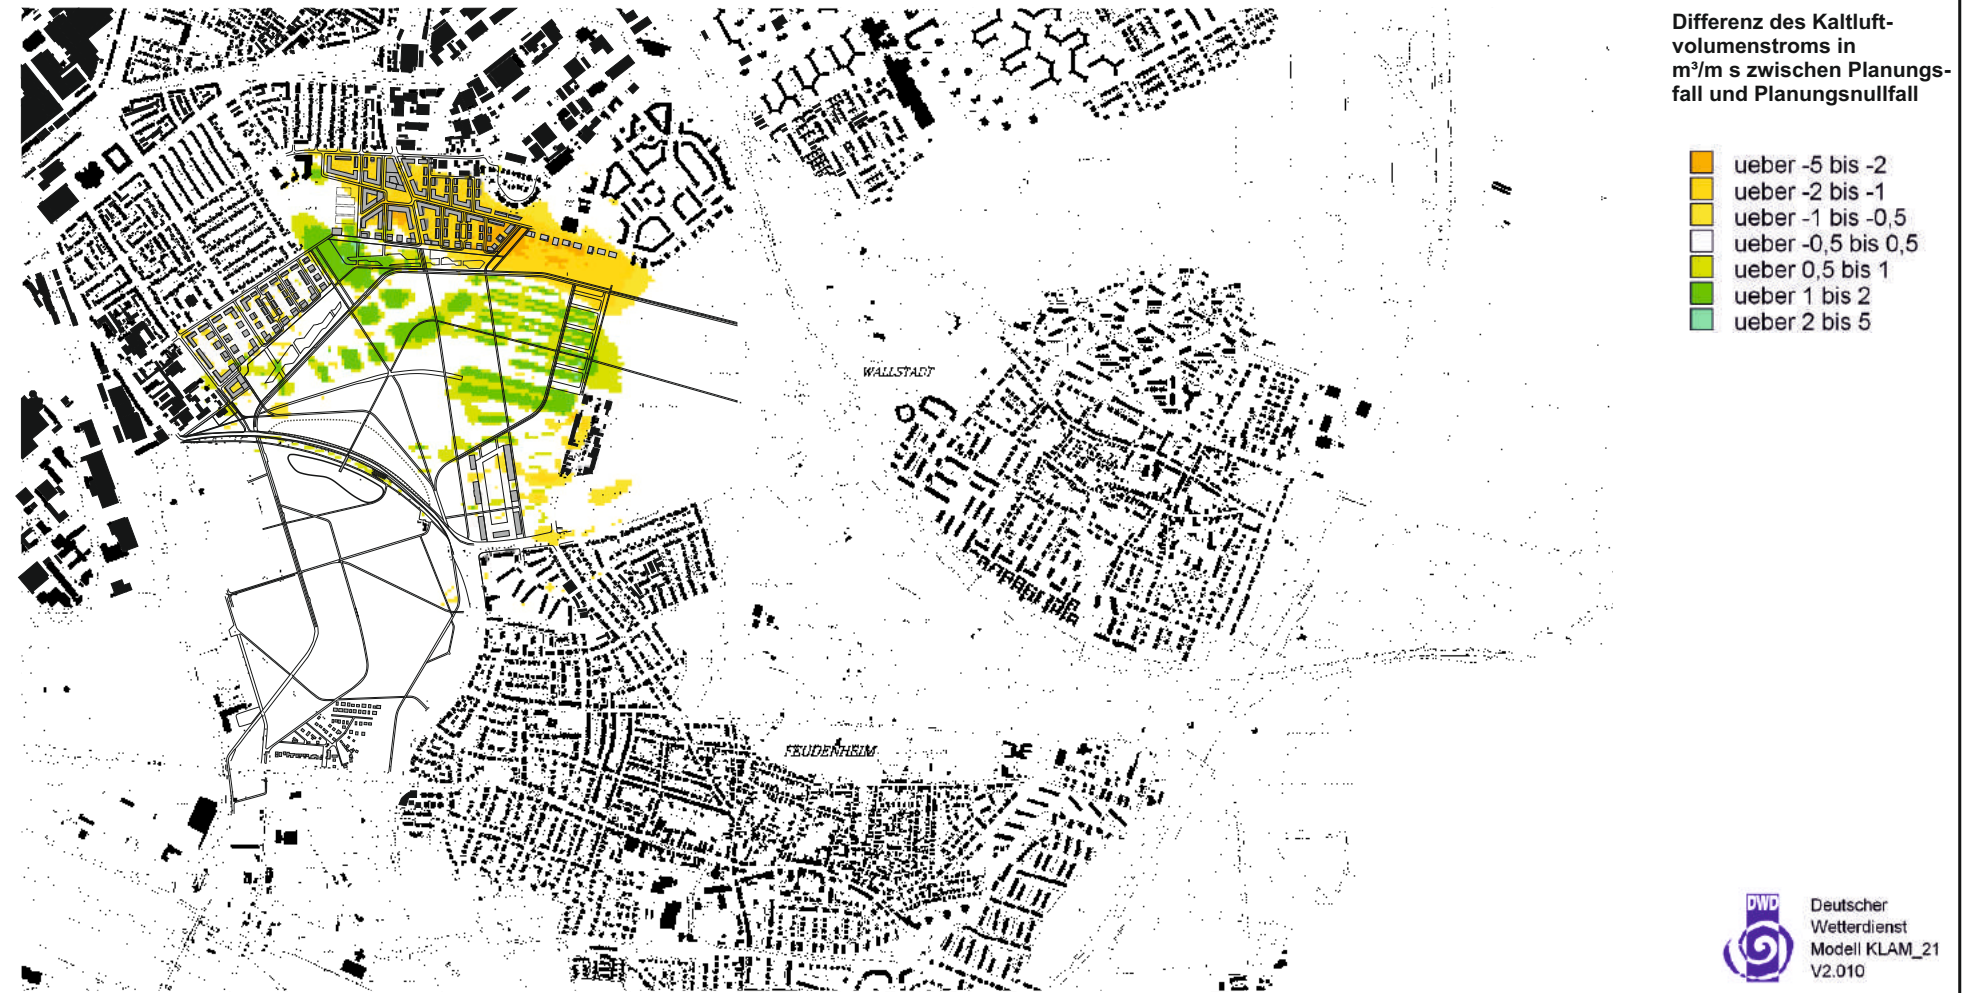 Differenz des Kaltluft-
volumenstroms in
m³/m s zwischen Planungs-
fall und Planungsnullfall
ueber -5 bis -2
ueber -2 bis -1
ueber -1 bis -0,5
ueber -0,5 bis 0,5
ueber 0,5 bis 1
ueber 1 bis 2
ueber 2 bis 5
WALLSTADT
FEUDENHEIM
DWD
Deutscher
Wetterdienst
Modell KLAM_21
V2.010